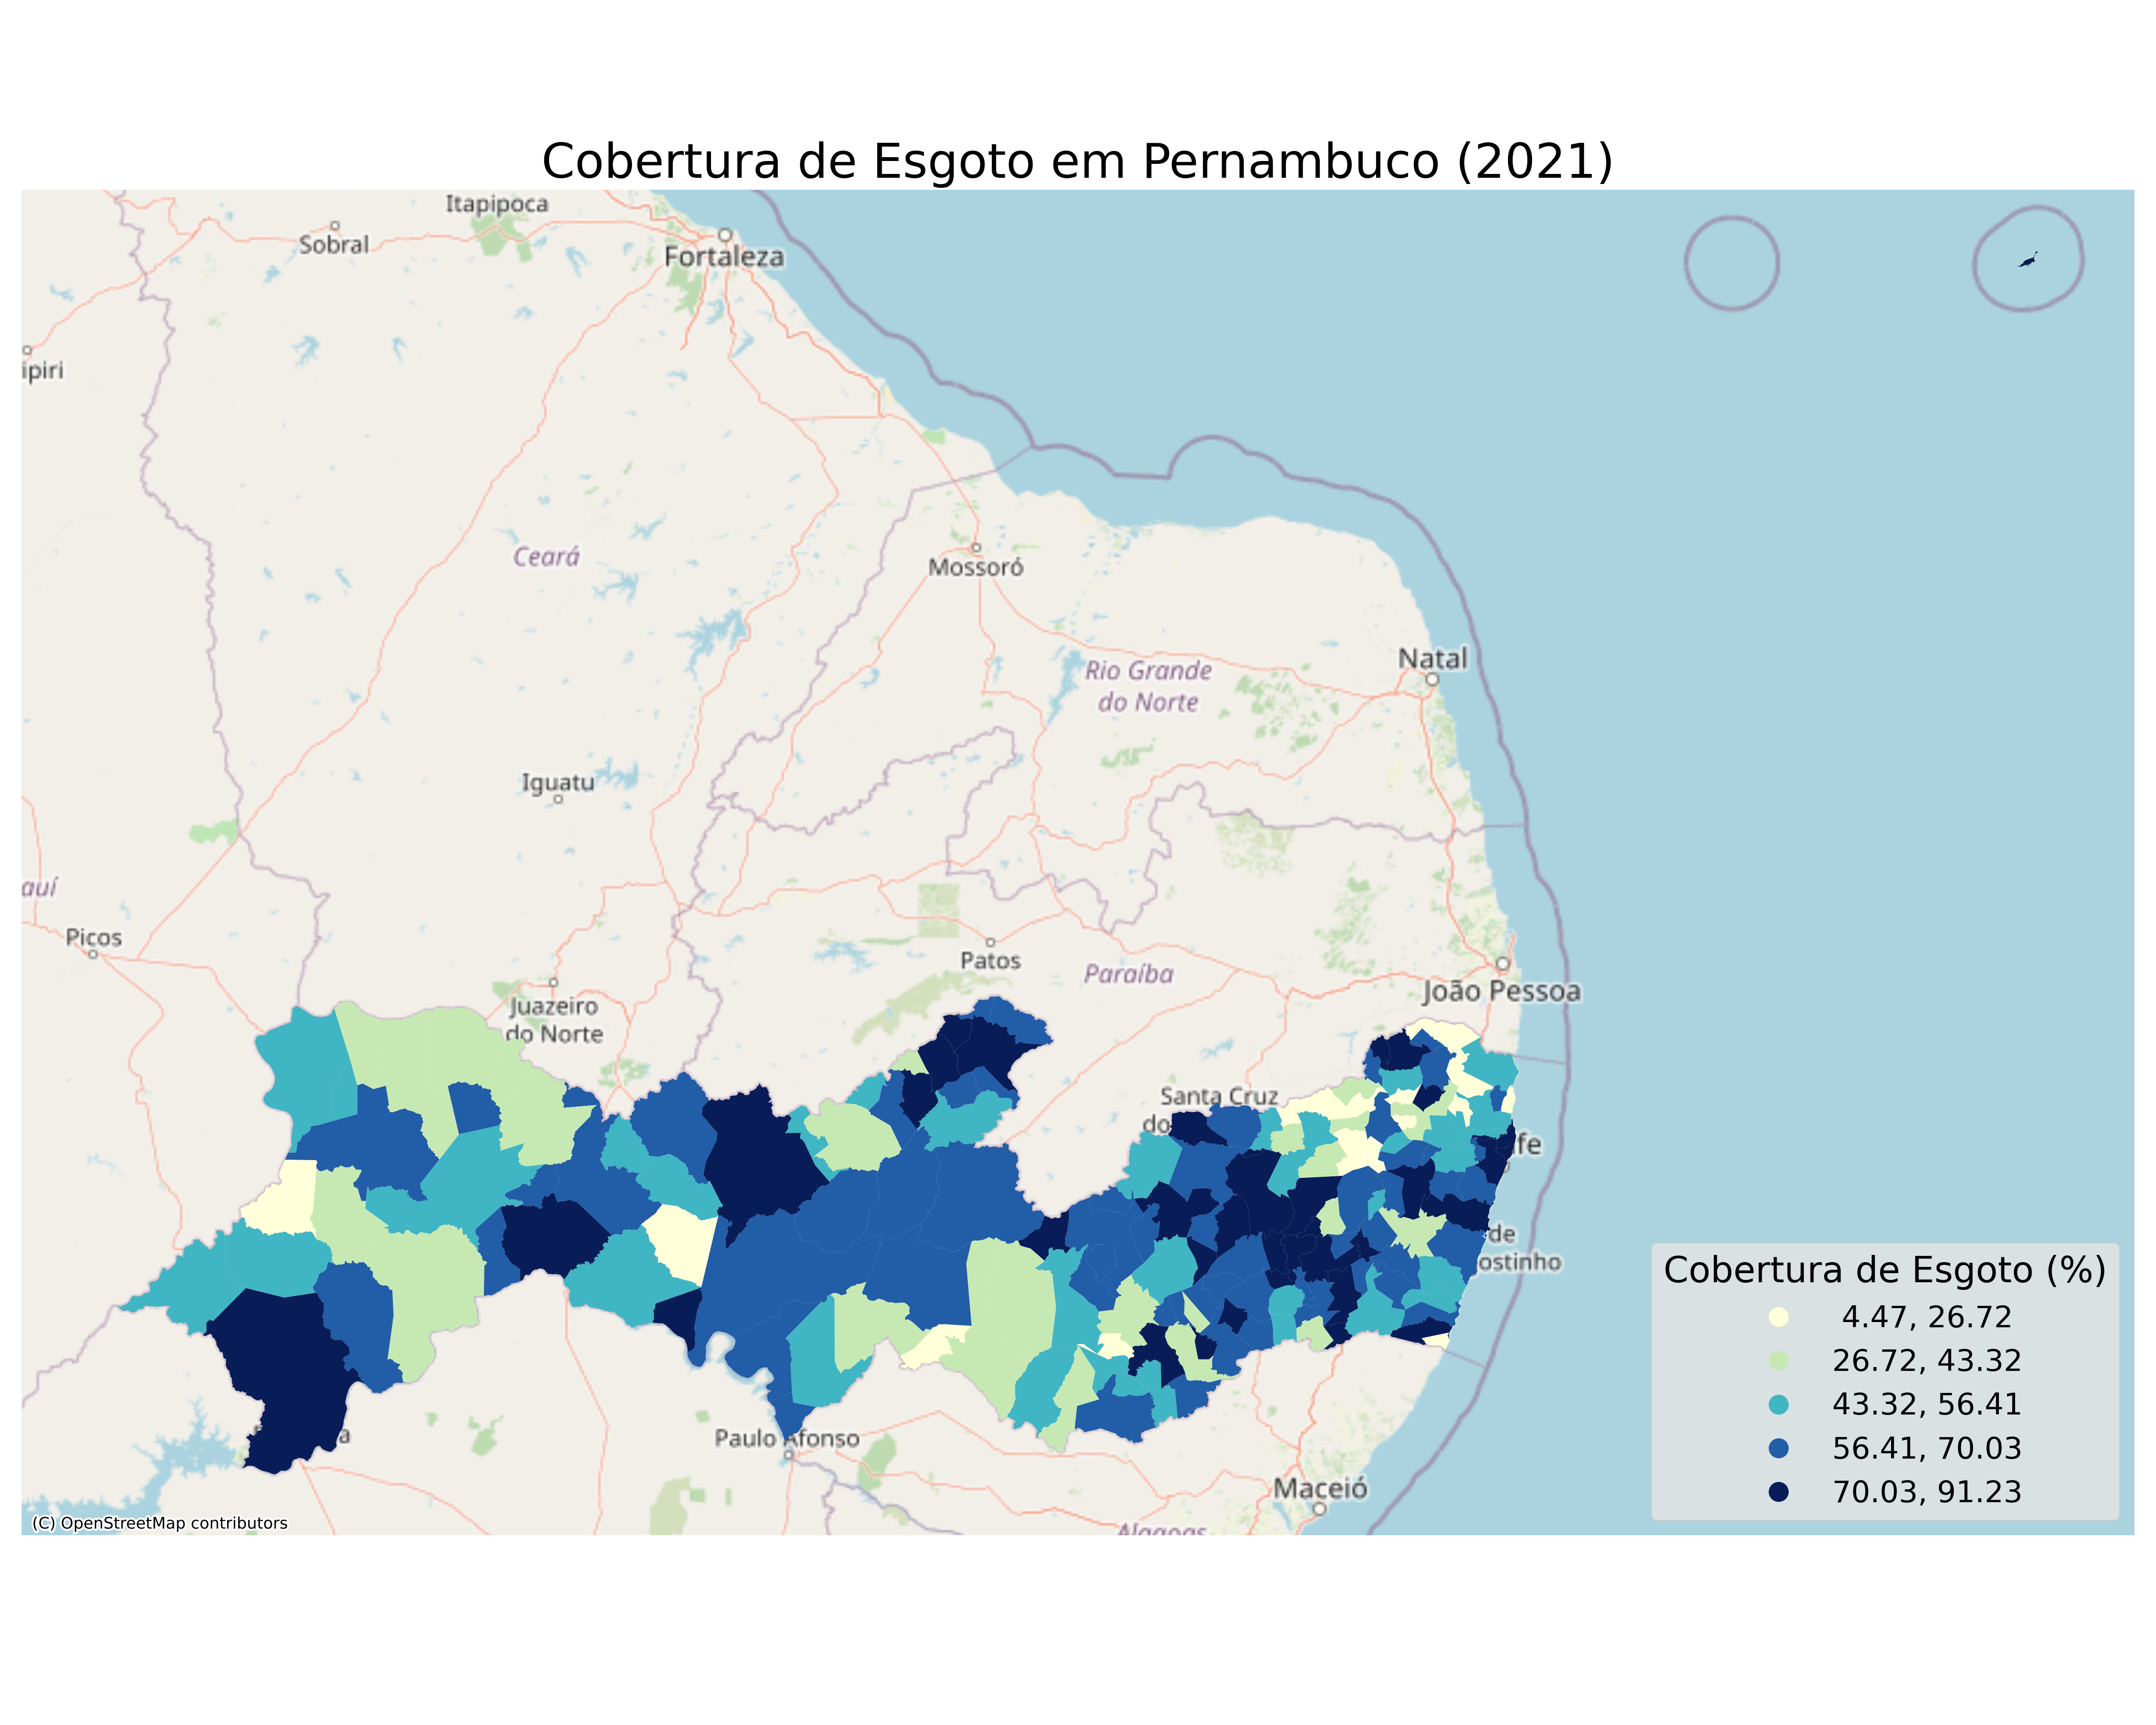 Cobertura de Esgoto em Pernambuco (2021)
Itapipoca
Sobral
Fortaleza
ipiri
Ceará
Mossoró
Natal
Rio Grande
do Norte
Iguatu
auí
Picos
Patos
Paraíba
João Pessoa
Juazeiro
do Norte
Santa Cruz
do
ife
de
ostinho
Cobertura de Esgoto (%)
4.47, 26.72
26.72, 43.32
43.32, 56.41
56.41, 70.03
70.03, 91.23
a
Paulo Afonso
Maceió
Alagoas
(C) OpenStreetMap contributors